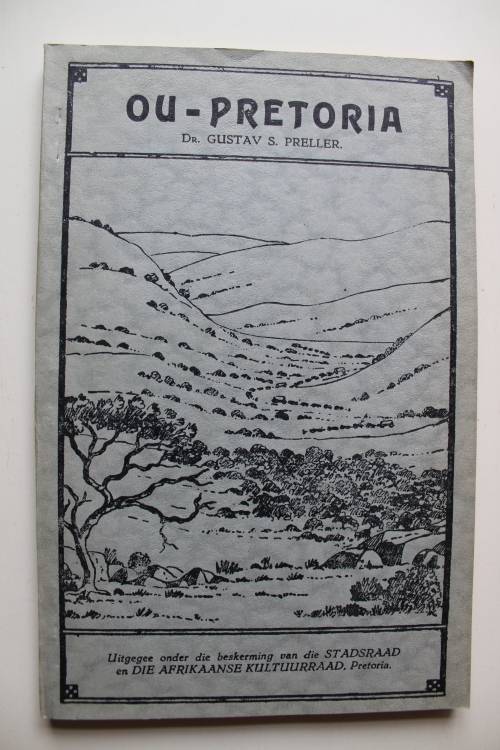 OU-PRETORIA
DR. GUSTAV S. PRELLER.
Uitgegee onder die beskerming van die STADSRAAD
en DIE AFRIKAANSE KULTUURRAAD, Pretoria.